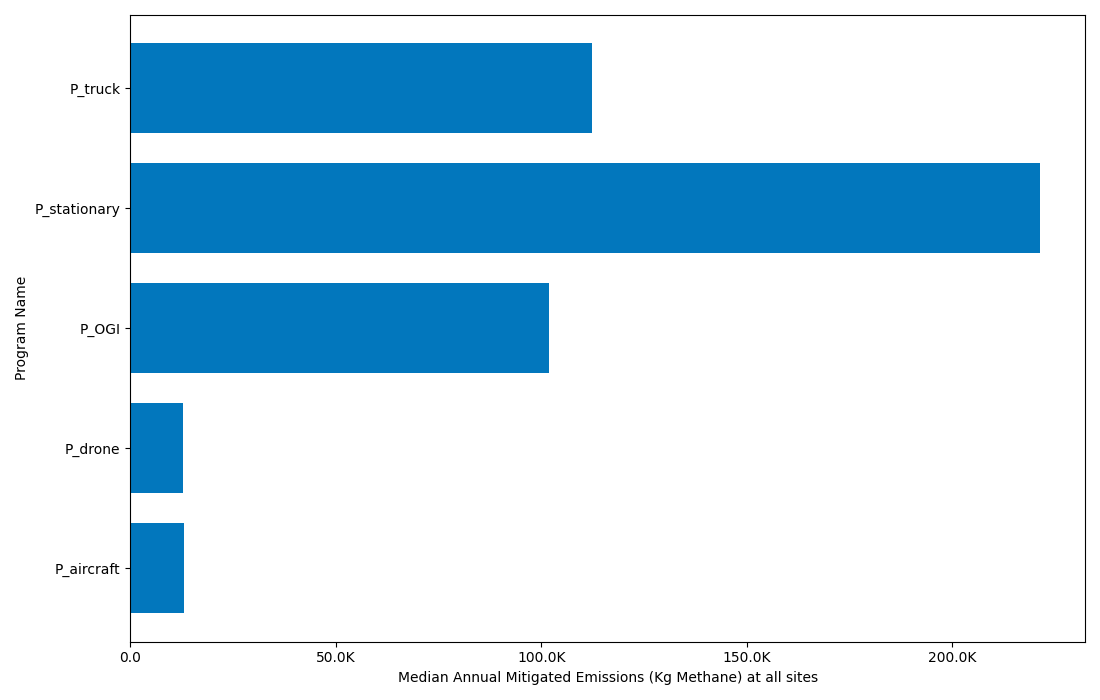 Program Name
P_truck
P_stationary
P_OGI
P_drone
P_aircraft
0.0 50.0K 100.0K 150.0K 200.0K
Median Annual Mitigated Emissions (Kg Methane) at all sites